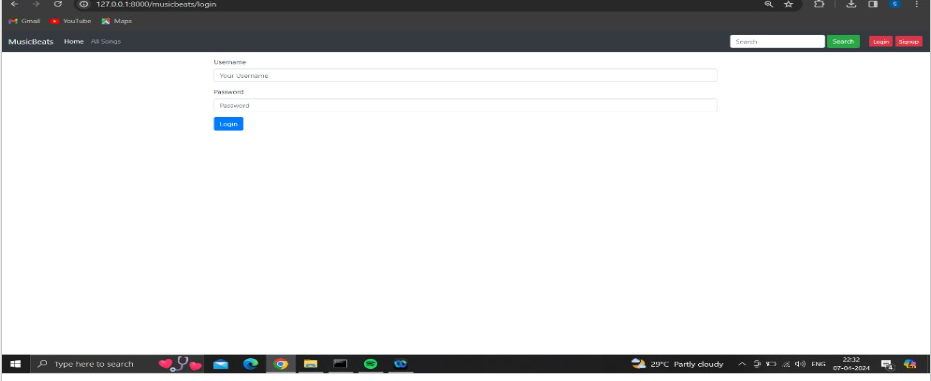 127.0.0.1:8000/musicbeats/login
Gmail YouTube Maps
MusicBeats Home All Songs Search Search Login Signup
Username
Your Username
Password
Password
Login
Type here to search 29°C Partly cloudy ENG 22:32
07-04-2024